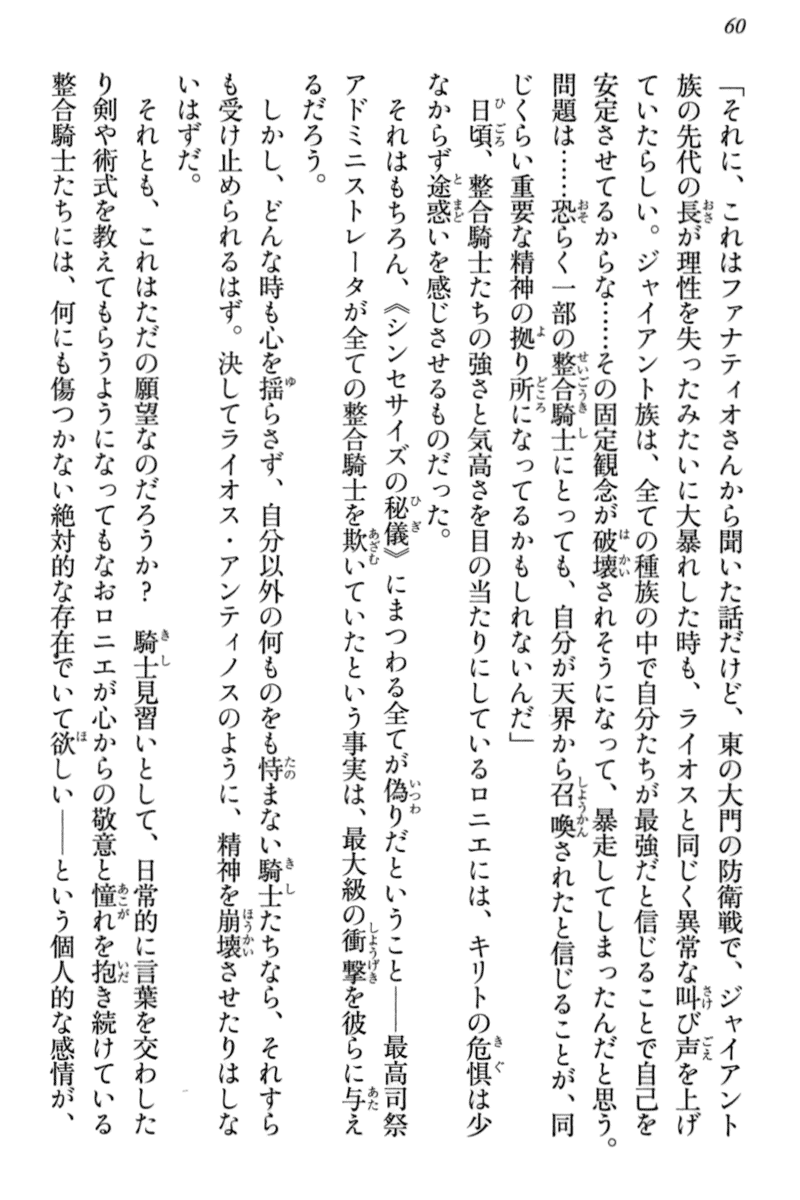 60
「それに、これはファナティオさんから聞いた話だけど、東の大門の防衛戦で、ジャイアント
族の先代の長が理性を失ったみたいに大暴れした時も、ライオスと同じく異常な叫び声を上げ
ていたらしい。ジャイアント族は、全ての種族の中で自分たちが最強だと信じることで自己を
安定させてるからな……その固定観念が破壊されそうになって、暴走してしまったんだと思う。
問題は……恐らく一部の整合騎士にとっても、自分が天界から召喚されたと信じることが、同
じくらい重要な精神の拠り所になってるかもしれないんだ」
日頃、整合騎士たちの強さと気高さを目の当たりにしているロニエには、キリトの危惧は少
なからず途惑いを感じさせるものだった。
それはもちろん、《シンセサイズの秘儀》にまつわる全てが偽りだということ――最高司祭
アドミニストレータが全ての整合騎士を欺いていたという事実は、最大級の衝撃を彼らに与え
るだろう。
しかし、どんな時も心を揺らさず、自分以外の何ものをも恃まない騎士たちなら、それすら
も受け止められるはず。決してライオス・アンティノスのように、精神を崩壊させたりはしな
いはずだ。
それとも、これはただの願望なのだろうか？　騎士見習いとして、日常的に言葉を交わした
り剣や術式を教えてもらうようになってもなおロニエが心からの敬意と憧れを抱き続けている
整合騎士たちには、何にも傷つかない絶対的な存在でいて欲しい――という個人的な感情が、